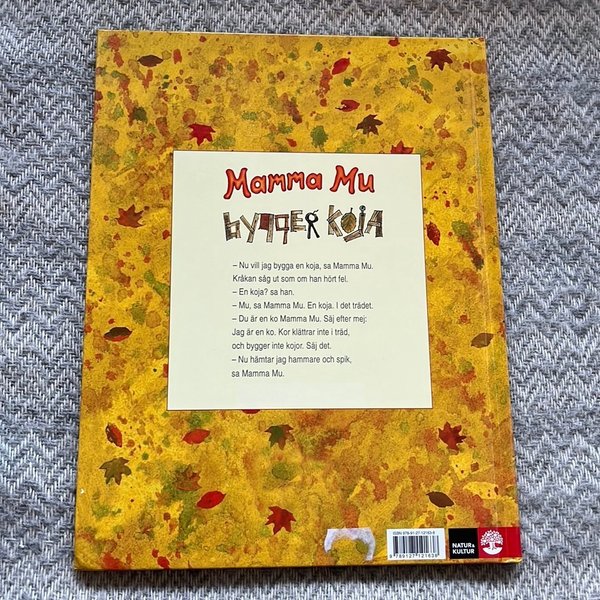 Mamma Mu
bygger koja
– Nu vill jag bygga en koja, sa Mamma Mu.
Kråkan såg ut som om han hört fel.
– En koja? sa han.
– Mu, sa Mamma Mu. En koja. I det trädet.
– Du är en ko Mamma Mu. Säj efter mej:
Jag är en ko. Kor klättrar inte i träd,
och bygger inte kojor. Säj det.
– Nu hämtar jag hammare och spik,
sa Mamma Mu.
NATUR &
KULTUR